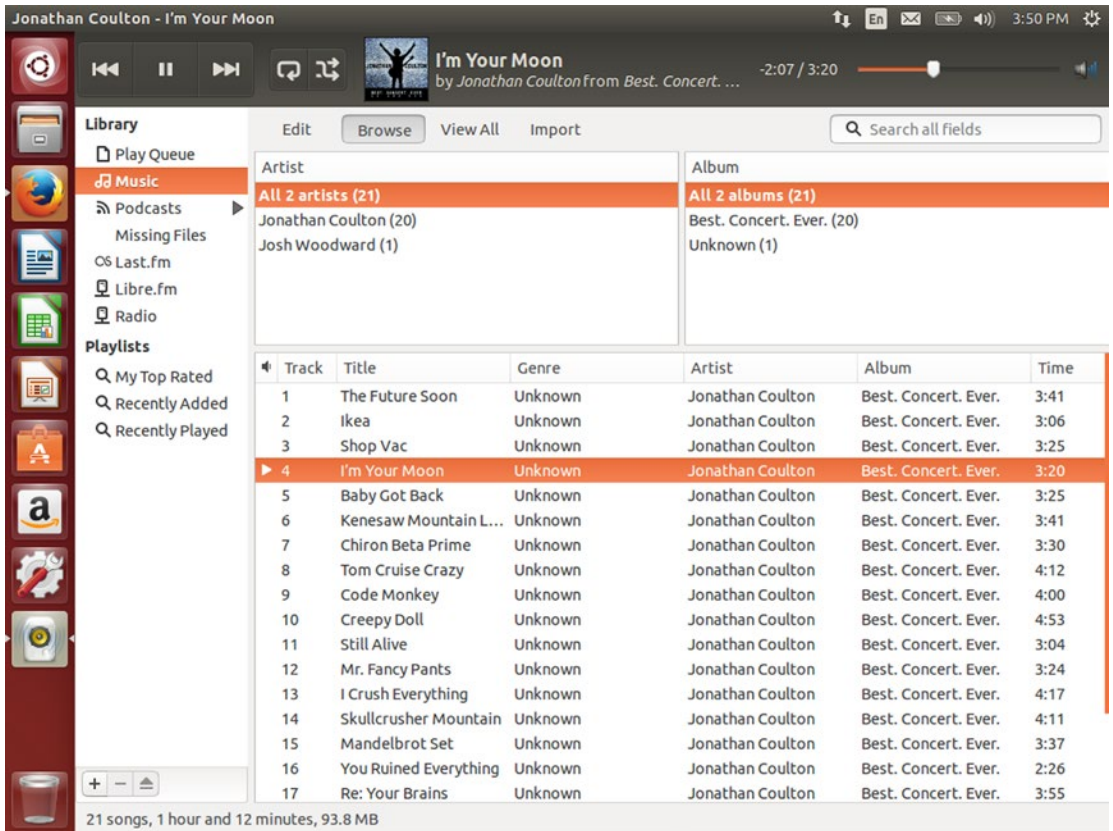 Jonathan Coulton - I'm Your Moon
En
3:50 PM
I'm Your Moon
by Jonathan Coulton from Best. Concert. ...
-2:07 / 3:20
Library
Play Queue
Music
Podcasts
Missing Files
Last.fm
Libre.fm
Radio
Playlists
My Top Rated
Recently Added
Recently Played
Edit Browse View All Import
Search all fields
Artist
All 2 artists (21)
Jonathan Coulton (20)
Josh Woodward (1)
Album
All 2 albums (21)
Best. Concert. Ever. (20)
Unknown (1)
Track Title Genre Artist Album Time
1 The Future Soon Unknown Jonathan Coulton Best. Concert. Ever. 3:41
2 Ikea Unknown Jonathan Coulton Best. Concert. Ever. 3:06
3 Shop Vac Unknown Jonathan Coulton Best. Concert. Ever. 3:25
4 I'm Your Moon Unknown Jonathan Coulton Best. Concert. Ever. 3:20
5 Baby Got Back Unknown Jonathan Coulton Best. Concert. Ever. 3:25
6 Kenesaw Mountain L... Unknown Jonathan Coulton Best. Concert. Ever. 3:41
7 Chiron Beta Prime Unknown Jonathan Coulton Best. Concert. Ever. 3:30
8 Tom Cruise Crazy Unknown Jonathan Coulton Best. Concert. Ever. 4:12
9 Code Monkey Unknown Jonathan Coulton Best. Concert. Ever. 4:00
10 Creepy Doll Unknown Jonathan Coulton Best. Concert. Ever. 4:53
11 Still Alive Unknown Jonathan Coulton Best. Concert. Ever. 3:04
12 Mr. Fancy Pants Unknown Jonathan Coulton Best. Concert. Ever. 3:24
13 I Crush Everything Unknown Jonathan Coulton Best. Concert. Ever. 4:17
14 Skullcrusher Mountain Unknown Jonathan Coulton Best. Concert. Ever. 4:11
15 Mandelbrot Set Unknown Jonathan Coulton Best. Concert. Ever. 3:37
16 You Ruined Everything Unknown Jonathan Coulton Best. Concert. Ever. 2:26
17 Re: Your Brains Unknown Jonathan Coulton Best. Concert. Ever. 3:55
a
21 songs, 1 hour and 12 minutes, 93.8 MB